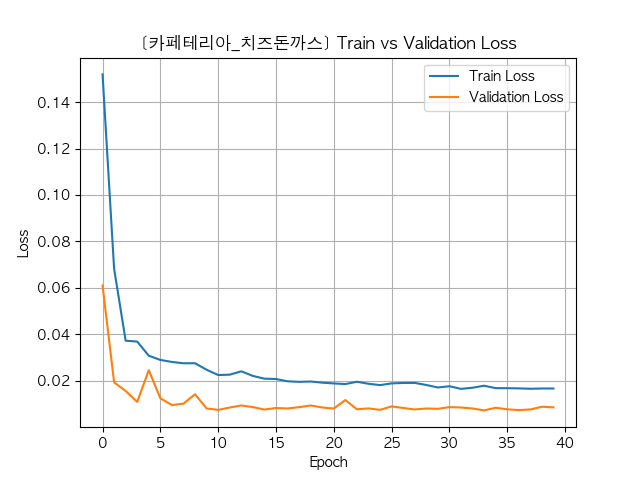 [카페테리아_치즈돈까스] Train vs Validation Loss
Train Loss
Validation Loss
Loss
0.14
0.12
0.10
0.08
0.06
0.04
0.02
0 5 10 15 20 25 30 35 40
Epoch